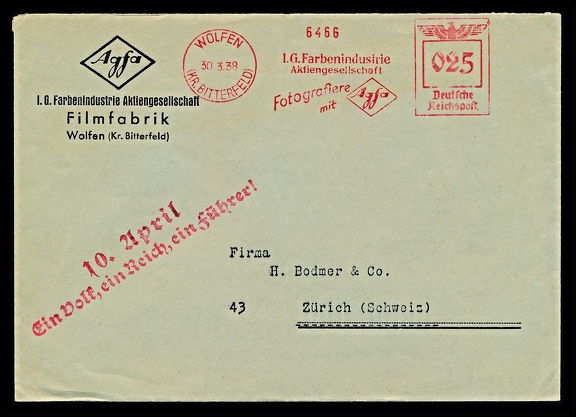 Agfa
I.G. Farbenindustrie Aktiengesellschaft
Filmfabrik
Wolfen (Kr. Bitterfeld)
WOLFEN
30.3.38
(KR. BITTERFELD)
6466
I.G. Farbenindustrie
Aktiengesellschaft
Fotografiere
mit Agfa
025
Deutsche
Reichspost
10. April
Ein Volk, ein Reich, ein Führer!
Firma
H. Bodmer & Co.
43 Zürich (Schweiz)